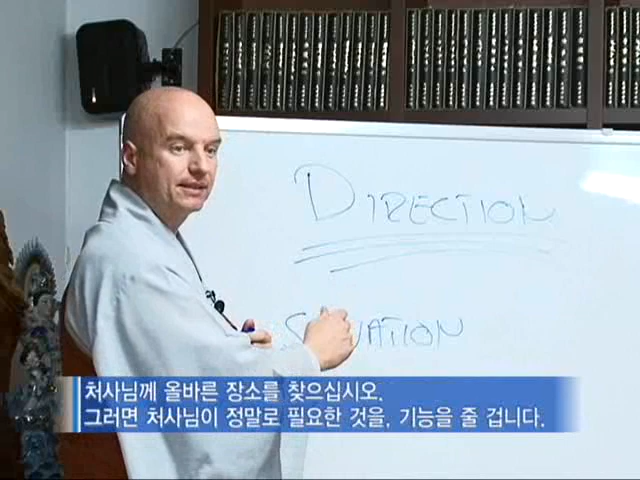 DIRECTION
처사님께 올바른 장소를 찾으십시오.
그러면 처사님이 정말로 필요한 것을, 기능을 줄 겁니다.